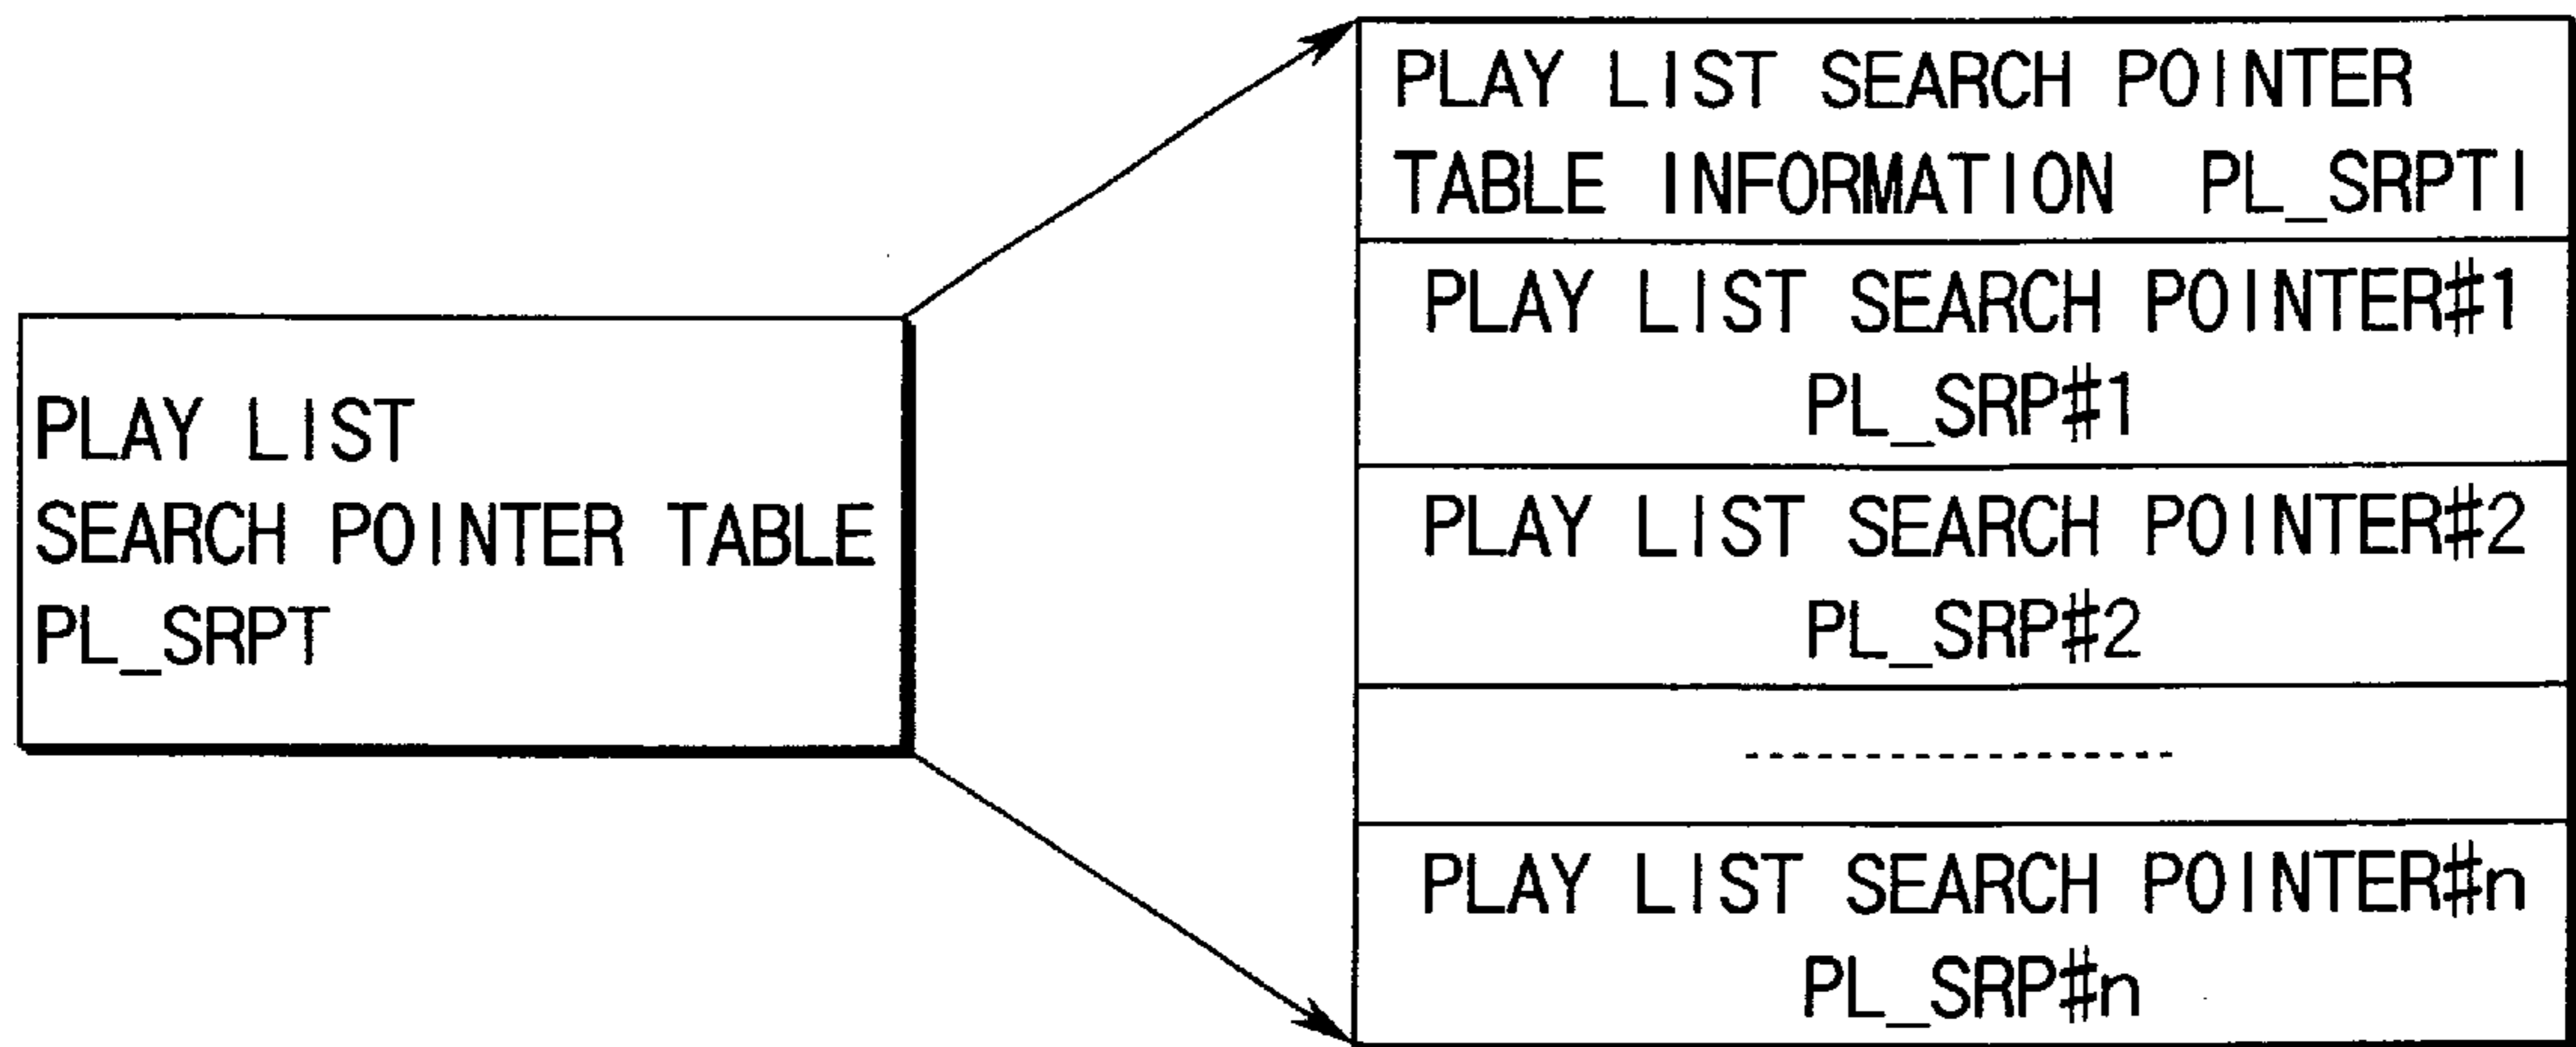 PLAY LIST
SEARCH POINTER TABLE
PL_SRPT
PLAY LIST SEARCH POINTER
TABLE INFORMATION PL_SRPTI
PLAY LIST SEARCH POINTER#1
PL_SRP#1
PLAY LIST SEARCH POINTER#2
PL_SRP#2
PLAY LIST SEARCH POINTER#n
PL_SRP#n